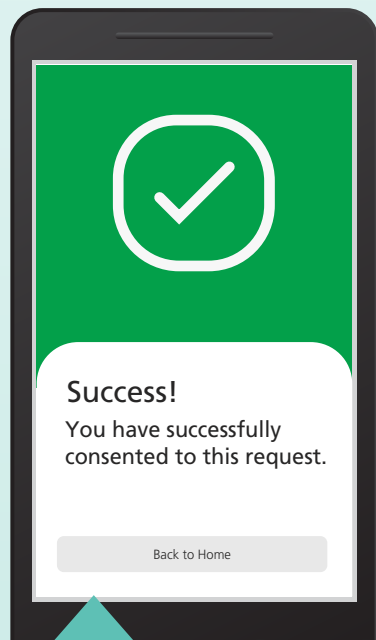 Success!
You have successfully
consented to this request.
Back to Home